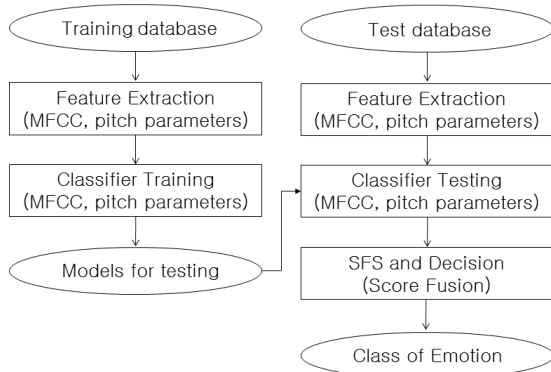 Training database
Feature Extraction
(MFCC, pitch parameters)
Classifier Training
(MFCC, pitch parameters)
Models for testing
Test database
Feature Extraction
(MFCC, pitch parameters)
Classifier Testing
(MFCC, pitch parameters)
SFS and Decision
(Score Fusion)
Class of Emotion